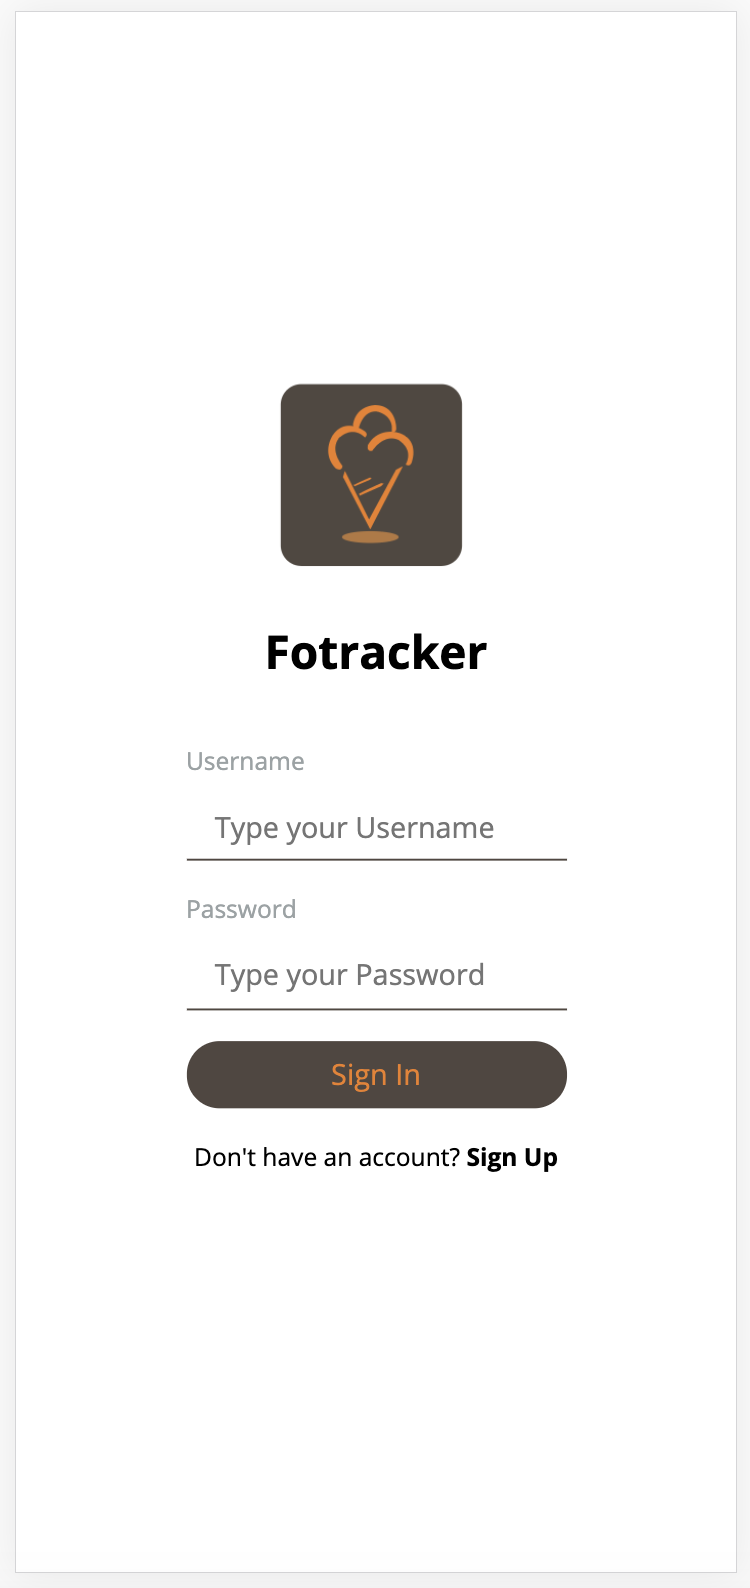 Fotracker
Username
Type your Username
Password
Type your Password
Sign In
Don't have an account? Sign Up